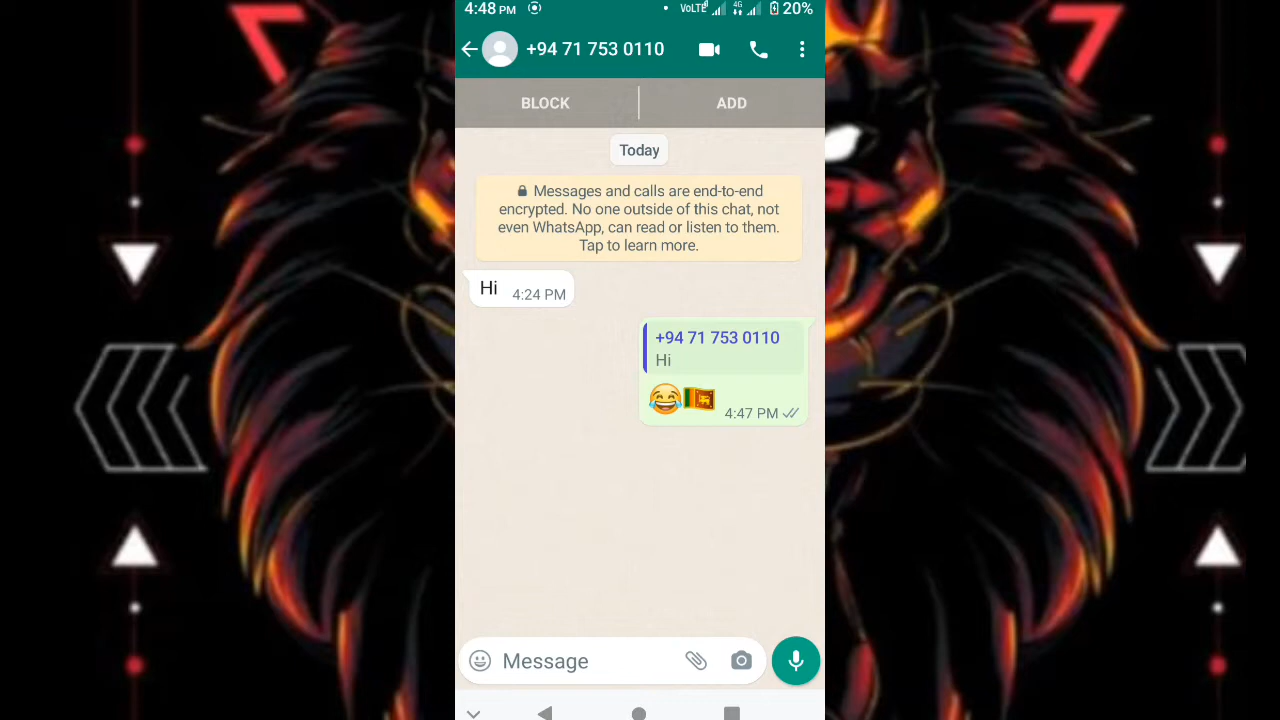 4:48 PM VoLTE 4G 20%
+94 71 753 0110
BLOCK ADD
Today
Messages and calls are end-to-end
encrypted. No one outside of this chat, not
even WhatsApp, can read or listen to them.
Tap to learn more.
Hi 4:24 PM
+94 71 753 0110
Hi
😂🇱🇰 4:47 PM
Message